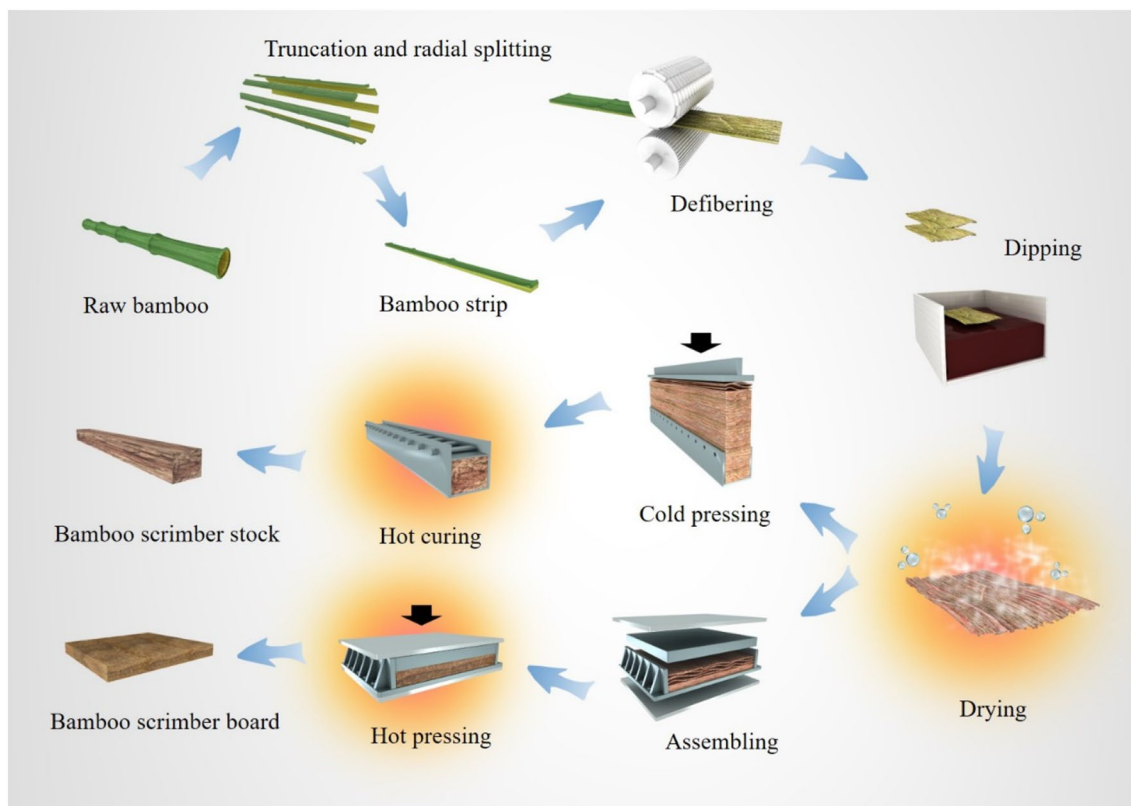 Truncation and radial splitting
Defibering
Dipping
Raw bamboo
Bamboo strip
Cold pressing
Bamboo scrimber stock
Hot curing
Drying
Bamboo scrimber board
Hot pressing
Assembling